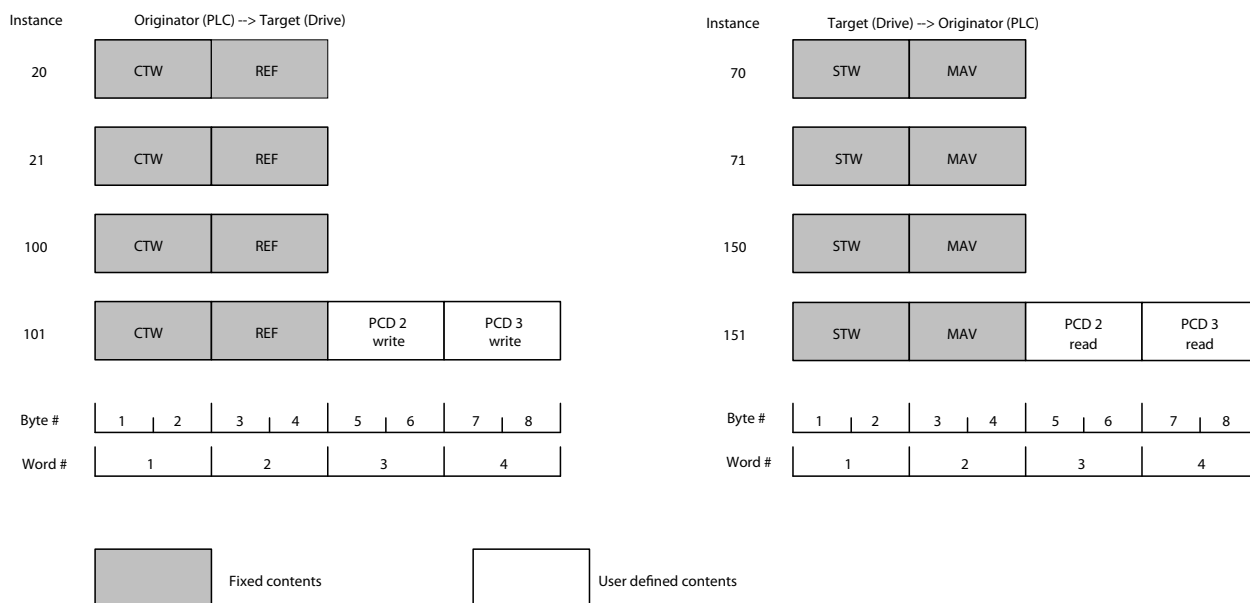 Instance
Originator (PLC) --> Target (Drive)
20
CTW
REF
21
CTW
REF
100
CTW
REF
101
CTW
REF
PCD 2
write
PCD 3
write
Byte #
1
2
3
4
5
6
7
8
Word #
1
2
3
4
Instance
Target (Drive) --> Originator (PLC)
70
STW
MAV
71
STW
MAV
150
STW
MAV
151
STW
MAV
PCD 2
read
PCD 3
read
Byte #
1
2
3
4
5
6
7
8
Word #
1
2
3
4
Fixed contents
User defined contents